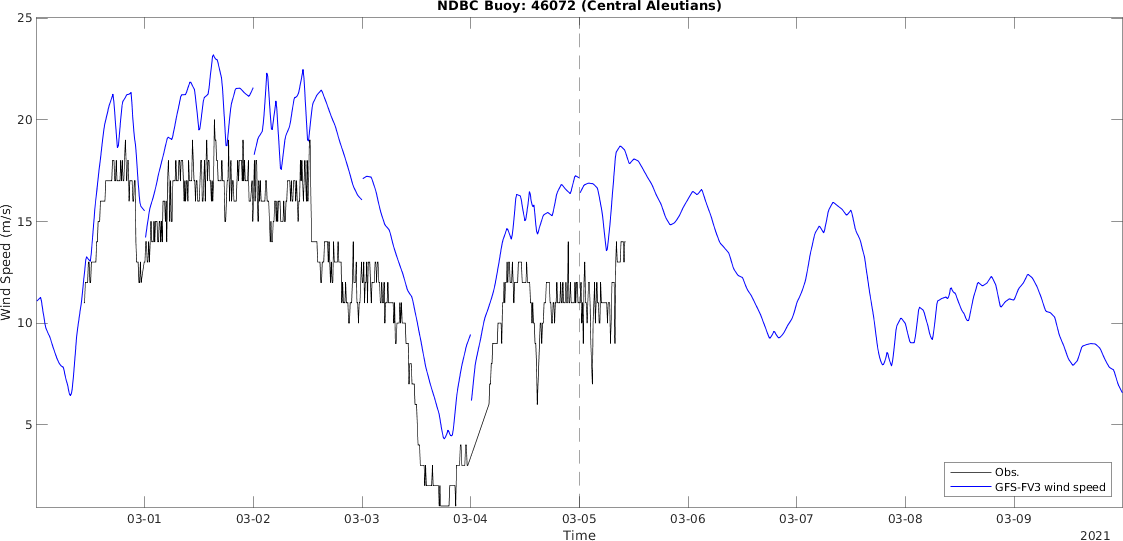 NDBC Buoy: 46072 (Central Aleutians)
25
20
15
10
5
Wind Speed (m/s)
03-01 03-02 03-03 03-04 03-05 03-06 03-07 03-08 03-09
Time
2021
Obs.
GFS-FV3 wind speed